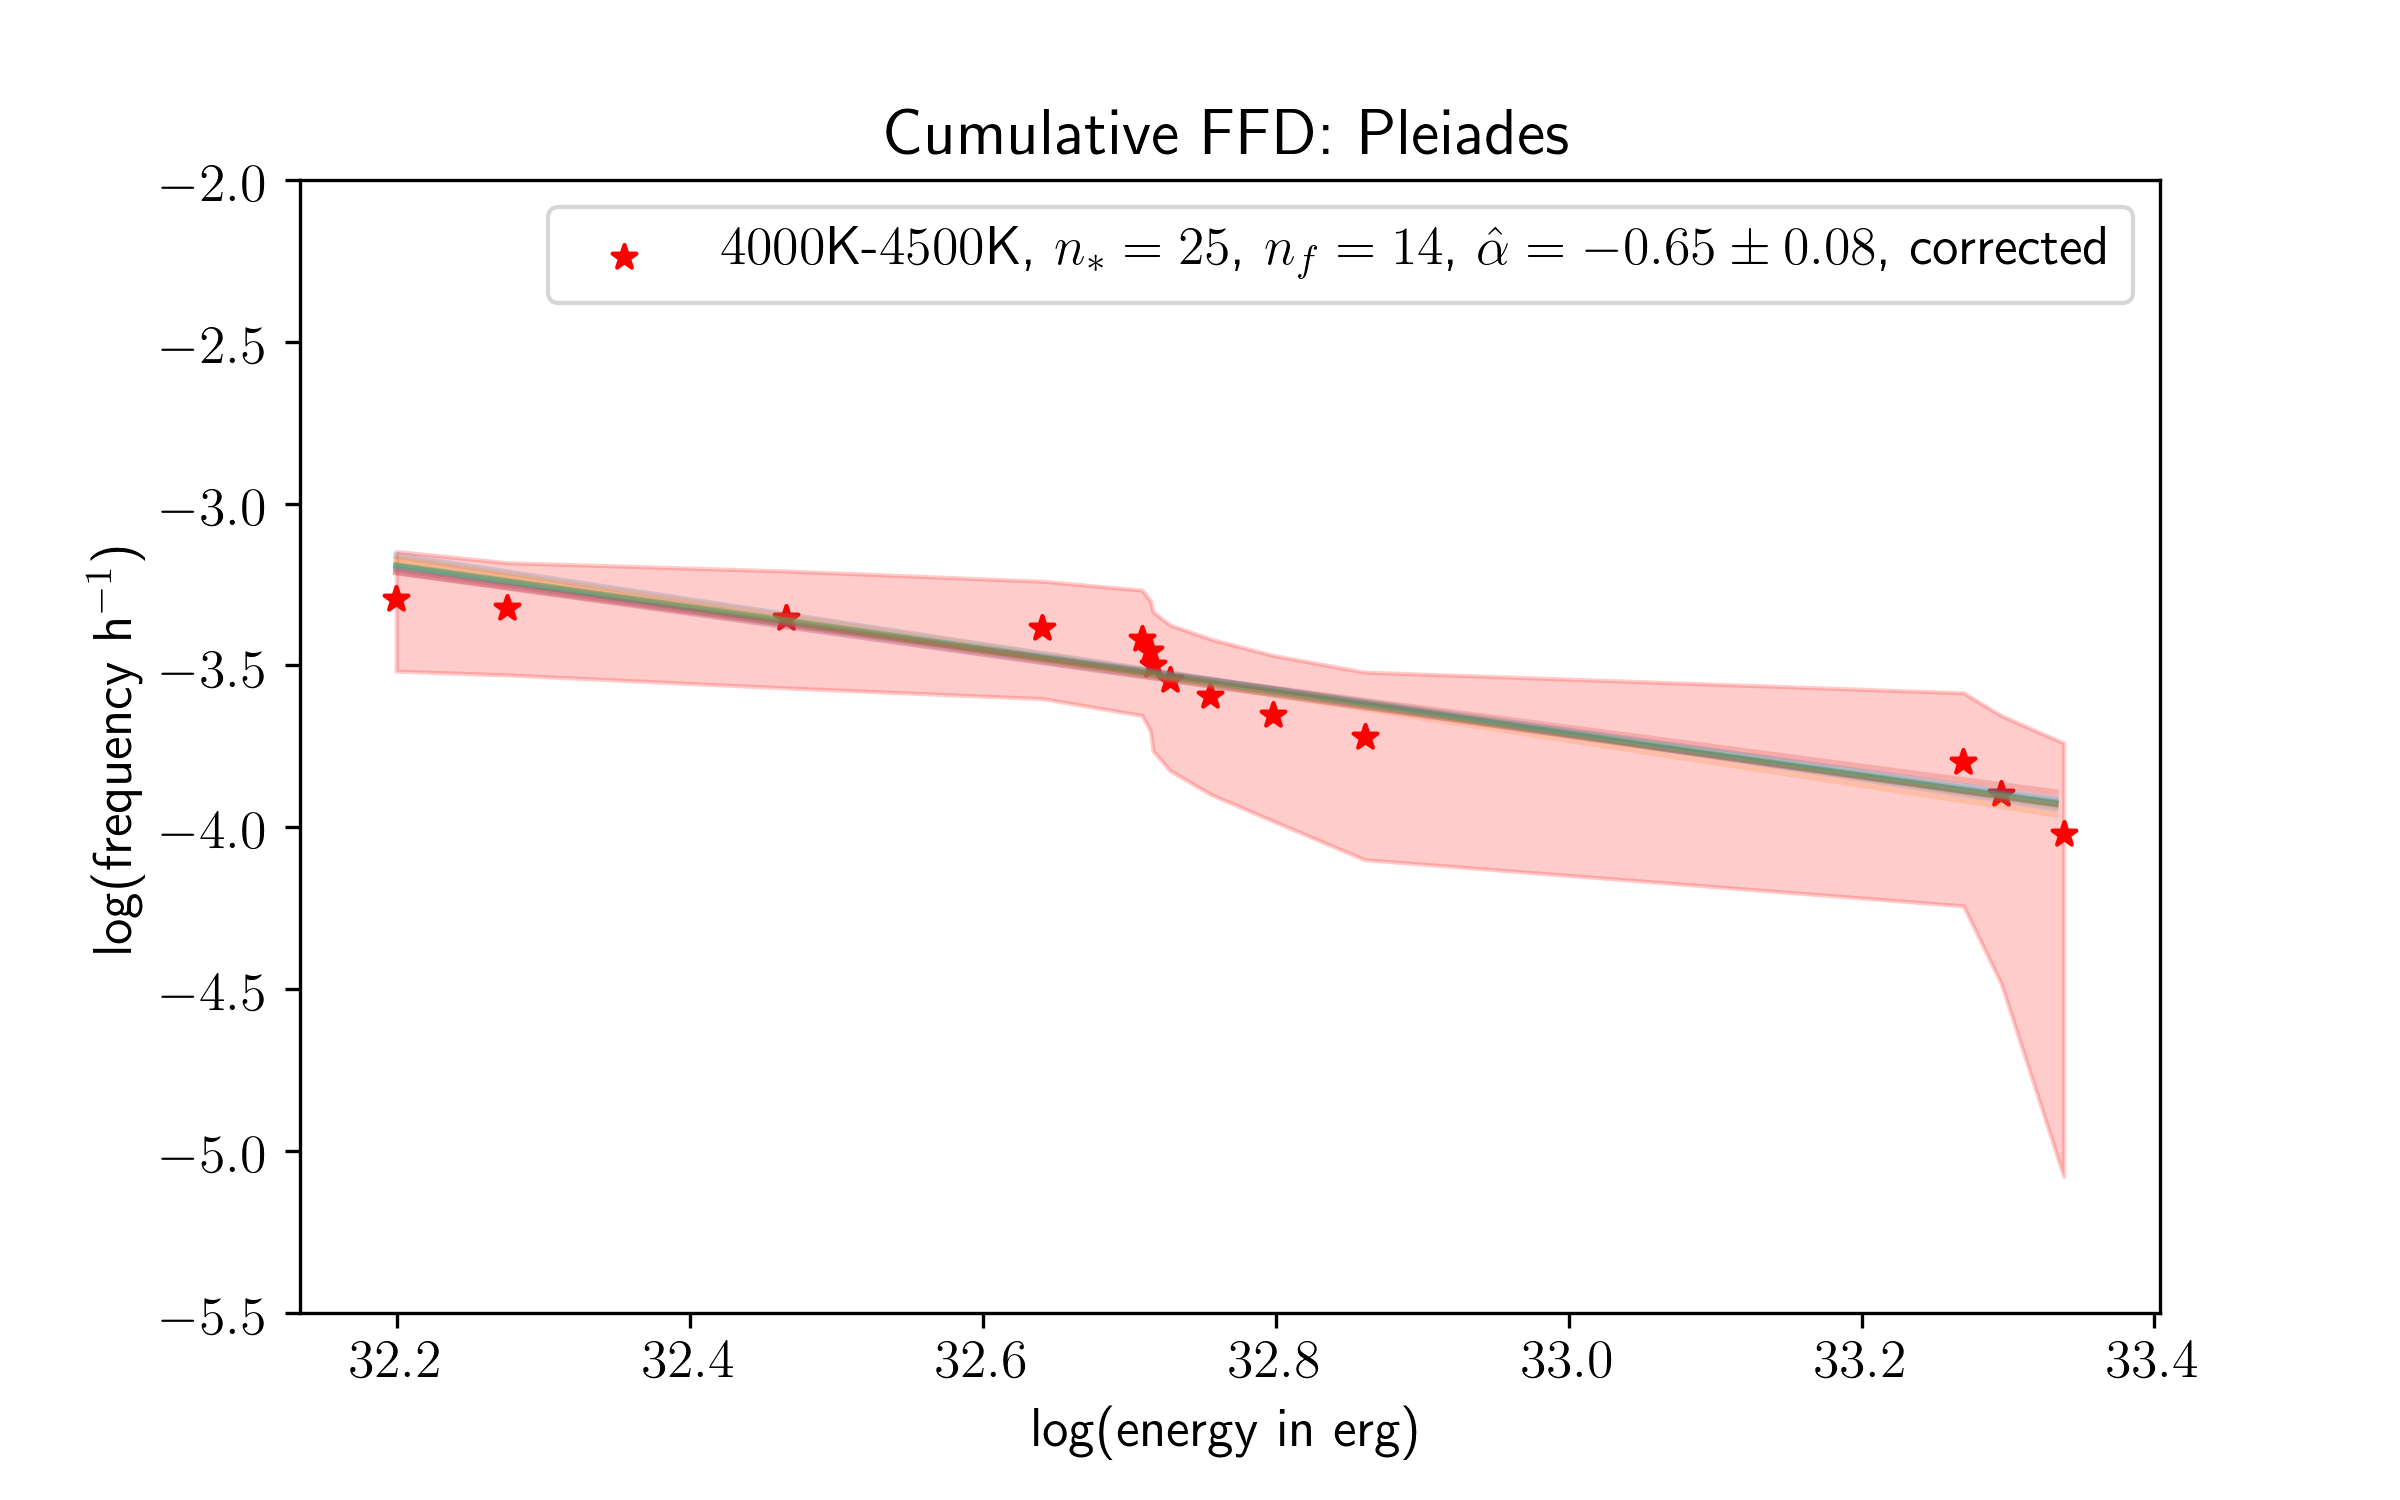 Cumulative FFD: Pleiades
4000K-4500K, n* = 25, nf = 14, α̂ = −0.65 ± 0.08, corrected
log(frequency h⁻¹)
−2.0
−2.5
−3.0
−3.5
−4.0
−4.5
−5.0
−5.5
32.2 32.4 32.6 32.8 33.0 33.2 33.4
log(energy in erg)